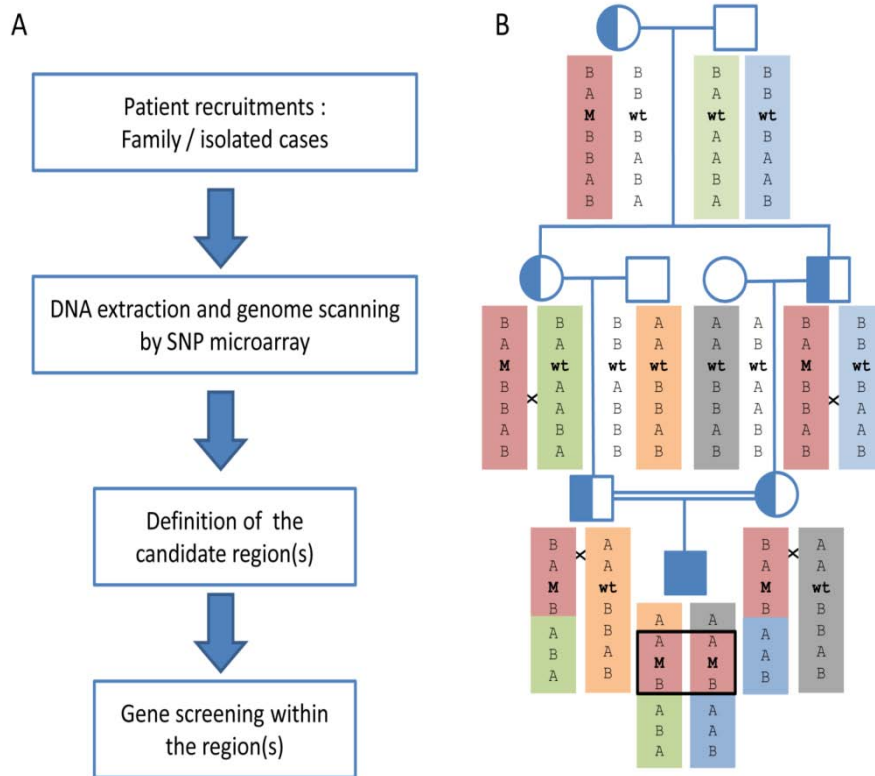 A
Patient recruitments :
Family / isolated cases
DNA extraction and genome scanning
by SNP microarray
Definition of the
candidate region(s)
Gene screening within
the region(s)
B
B B B B
A B A B
M wt wt wt
B B A B
B A A A
A B B A
B A A B
B B B A A A B B
A A B A A B A B
M wt wt wt wt wt M wt
B A A B B A B B
x x
B A B B B A B A
A B B A A B A A
B A B B B B B B
B x A B x A
A A A A
M wt M wt
B B B B
A B A B
B A A A
A B B B
A A
A A
M M
B B
A A
B A
A B